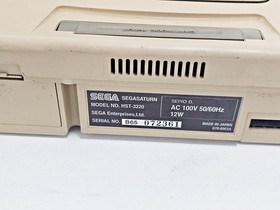 SEGA SEGASATURN
MODEL NO. HST-3220
SEGA Enterprises,Ltd.
SERIAL NO. B65 072361
SEIYO D.
AC 100V 50/60Hz
12W
MADE IN JAPAN